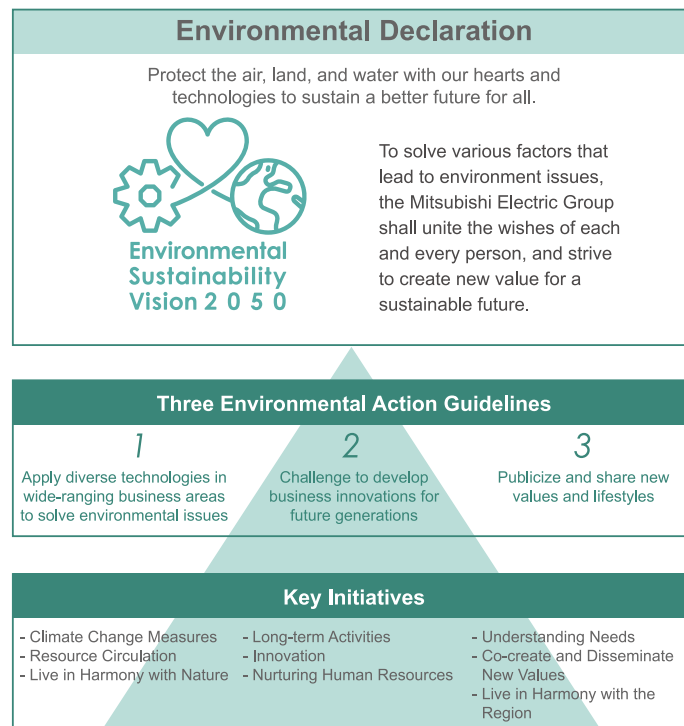 Environmental Declaration
Protect the air, land, and water with our hearts and
technologies to sustain a better future for all.
Environmental
Sustainability
Vision 2 0 5 0
To solve various factors that
lead to environment issues,
the Mitsubishi Electric Group
shall unite the wishes of each
and every person, and strive
to create new value for a
sustainable future.
Three Environmental Action Guidelines
1
Apply diverse technologies in
wide-ranging business areas
to solve environmental issues
2
Challenge to develop
business innovations for
future generations
3
Publicize and share new
values and lifestyles
Key Initiatives
- Climate Change Measures
- Resource Circulation
- Live in Harmony with Nature
- Long-term Activities
- Innovation
- Nurturing Human Resources
- Understanding Needs
- Co-create and Disseminate
New Values
- Live in Harmony with the
Region